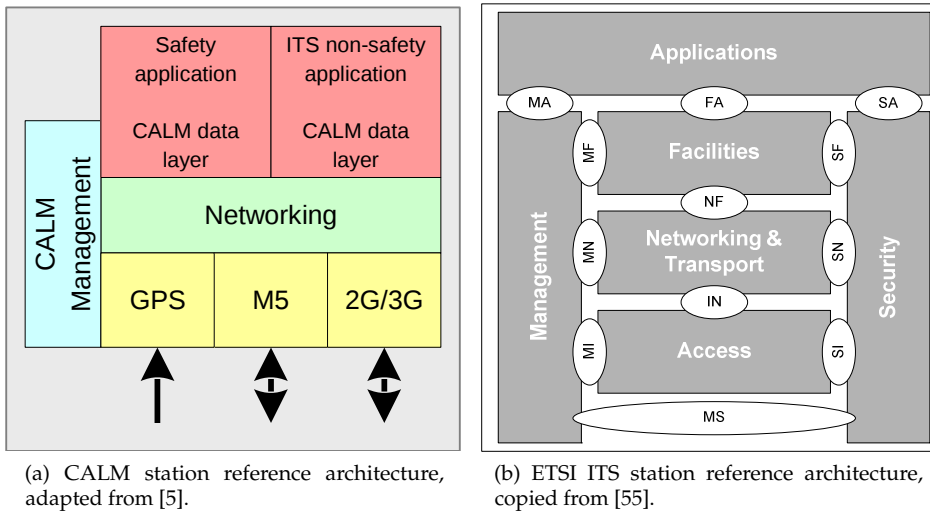 Safety
application
CALM data
layer
ITS non-safety
application
CALM data
layer
CALM
Management
Networking
GPS
M5
2G/3G
(a) CALM station reference architecture,
adapted from [5].
Applications
MA
FA
SA
MF
Facilities
SF
NF
Management
MN
Networking &
Transport
SN
Security
IN
MI
Access
SI
MS
(b) ETSI ITS station reference architecture,
copied from [55].